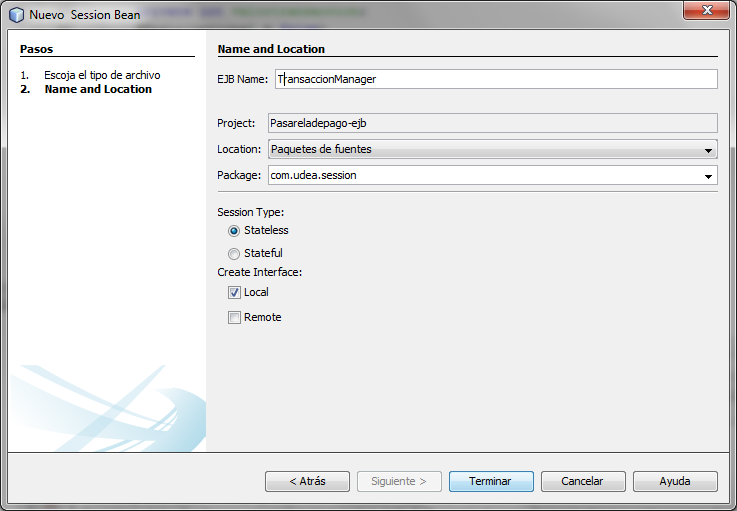 Nuevo Session Bean
Pasos
1. Escoja el tipo de archivo
2. Name and Location
Name and Location
EJB Name: TransaccionManager
Project: Pasareladepago-ejb
Location: Paquetes de fuentes
Package: com.udea.session
Session Type:
Stateless
Stateful
Create Interface:
Local
Remote
< Atrás Siguiente > Terminar Cancelar Ayuda